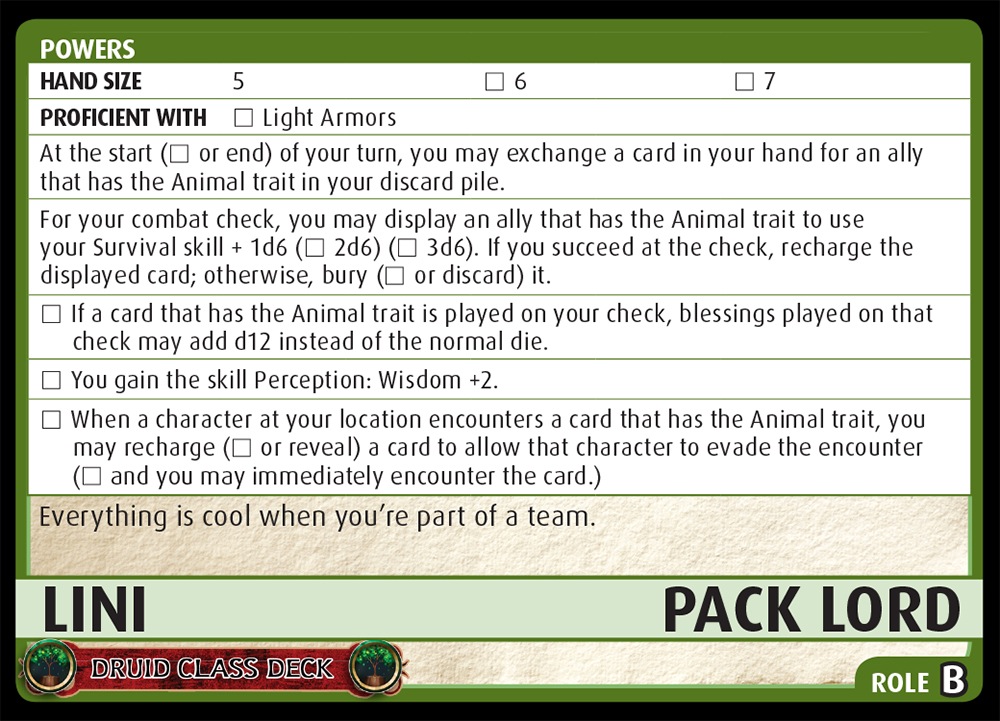 POWERS
HAND SIZE 5 ☐ 6 ☐ 7
PROFICIENT WITH ☐ Light Armors
At the start (☐ or end) of your turn, you may exchange a card in your hand for an ally
that has the Animal trait in your discard pile.
For your combat check, you may display an ally that has the Animal trait to use
your Survival skill + 1d6 (☐ 2d6) (☐ 3d6). If you succeed at the check, recharge the
displayed card; otherwise, bury (☐ or discard) it.
☐ If a card that has the Animal trait is played on your check, blessings played on that
check may add d12 instead of the normal die.
☐ You gain the skill Perception: Wisdom +2.
☐ When a character at your location encounters a card that has the Animal trait, you
may recharge (☐ or reveal) a card to allow that character to evade the encounter
(☐ and you may immediately encounter the card.)
Everything is cool when you’re part of a team.
LINI PACK LORD
DRUID CLASS DECK
ROLE B